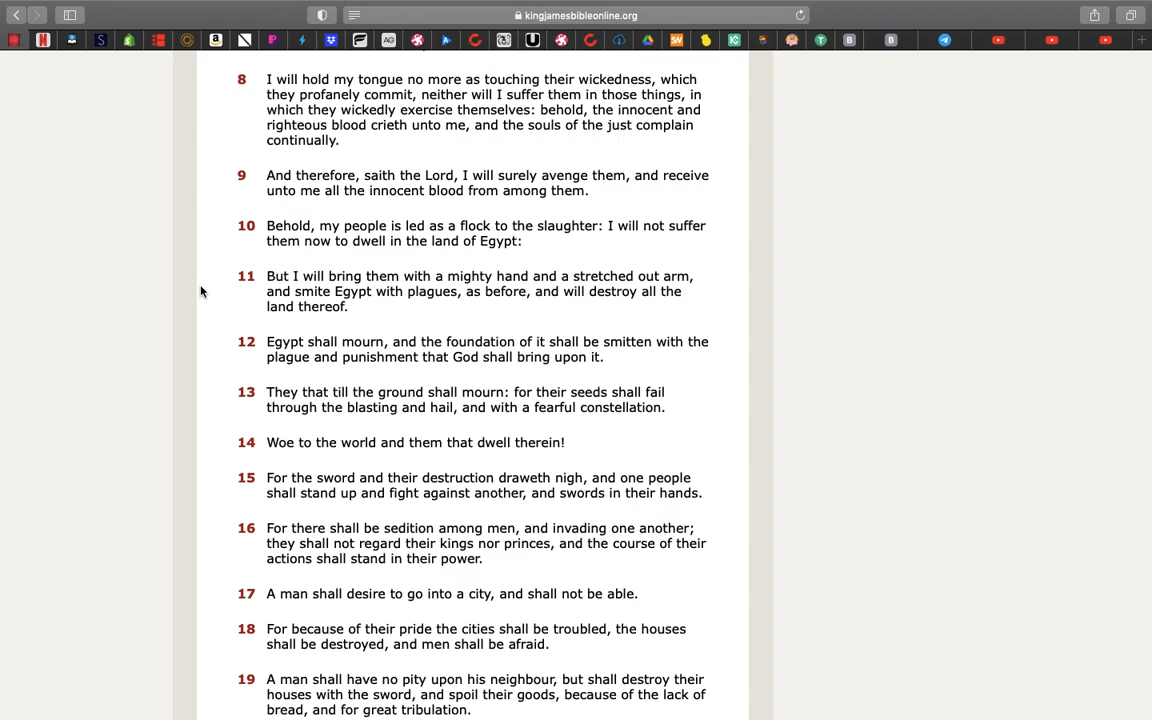 kingjamesbibleonline.org
N
S
a
P
AG
U
SW
T
B
B
8 I will hold my tongue no more as touching their wickedness, which
they profanely commit, neither will I suffer them in those things, in
which they wickedly exercise themselves: behold, the innocent and
righteous blood crieth unto me, and the souls of the just complain
continually.
9 And therefore, saith the Lord, I will surely avenge them, and receive
unto me all the innocent blood from among them.
10 Behold, my people is led as a flock to the slaughter: I will not suffer
them now to dwell in the land of Egypt:
11 But I will bring them with a mighty hand and a stretched out arm,
and smite Egypt with plagues, as before, and will destroy all the
land thereof.
12 Egypt shall mourn, and the foundation of it shall be smitten with the
plague and punishment that God shall bring upon it.
13 They that till the ground shall mourn: for their seeds shall fail
through the blasting and hail, and with a fearful constellation.
14 Woe to the world and them that dwell therein!
15 For the sword and their destruction draweth nigh, and one people
shall stand up and fight against another, and swords in their hands.
16 For there shall be sedition among men, and invading one another;
they shall not regard their kings nor princes, and the course of their
actions shall stand in their power.
17 A man shall desire to go into a city, and shall not be able.
18 For because of their pride the cities shall be troubled, the houses
shall be destroyed, and men shall be afraid.
19 A man shall have no pity upon his neighbour, but shall destroy their
houses with the sword, and spoil their goods, because of the lack of
bread, and for great tribulation.